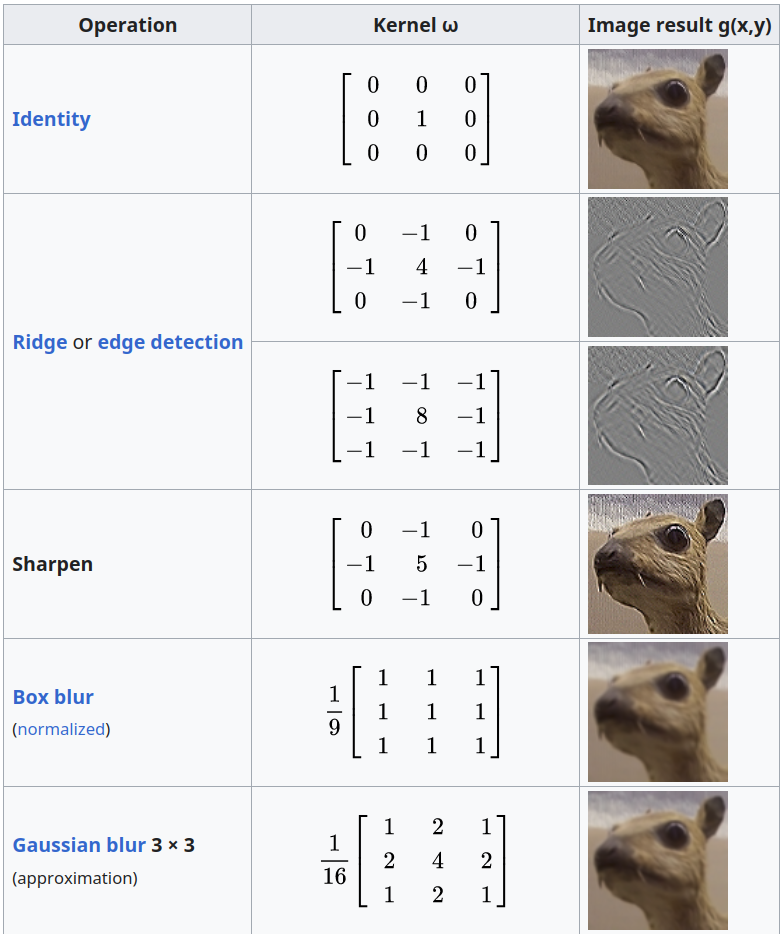 Operation Kernel ω Image result g(x,y)
Identity
0 0 0
0 1 0
0 0 0
Ridge or edge detection
0 −1 0
−1 4 −1
0 −1 0
−1 −1 −1
−1 8 −1
−1 −1 −1
Sharpen
0 −1 0
−1 5 −1
0 −1 0
Box blur
(normalized)
1/9
1 1 1
1 1 1
1 1 1
Gaussian blur 3 × 3
(approximation)
1/16
1 2 1
2 4 2
1 2 1